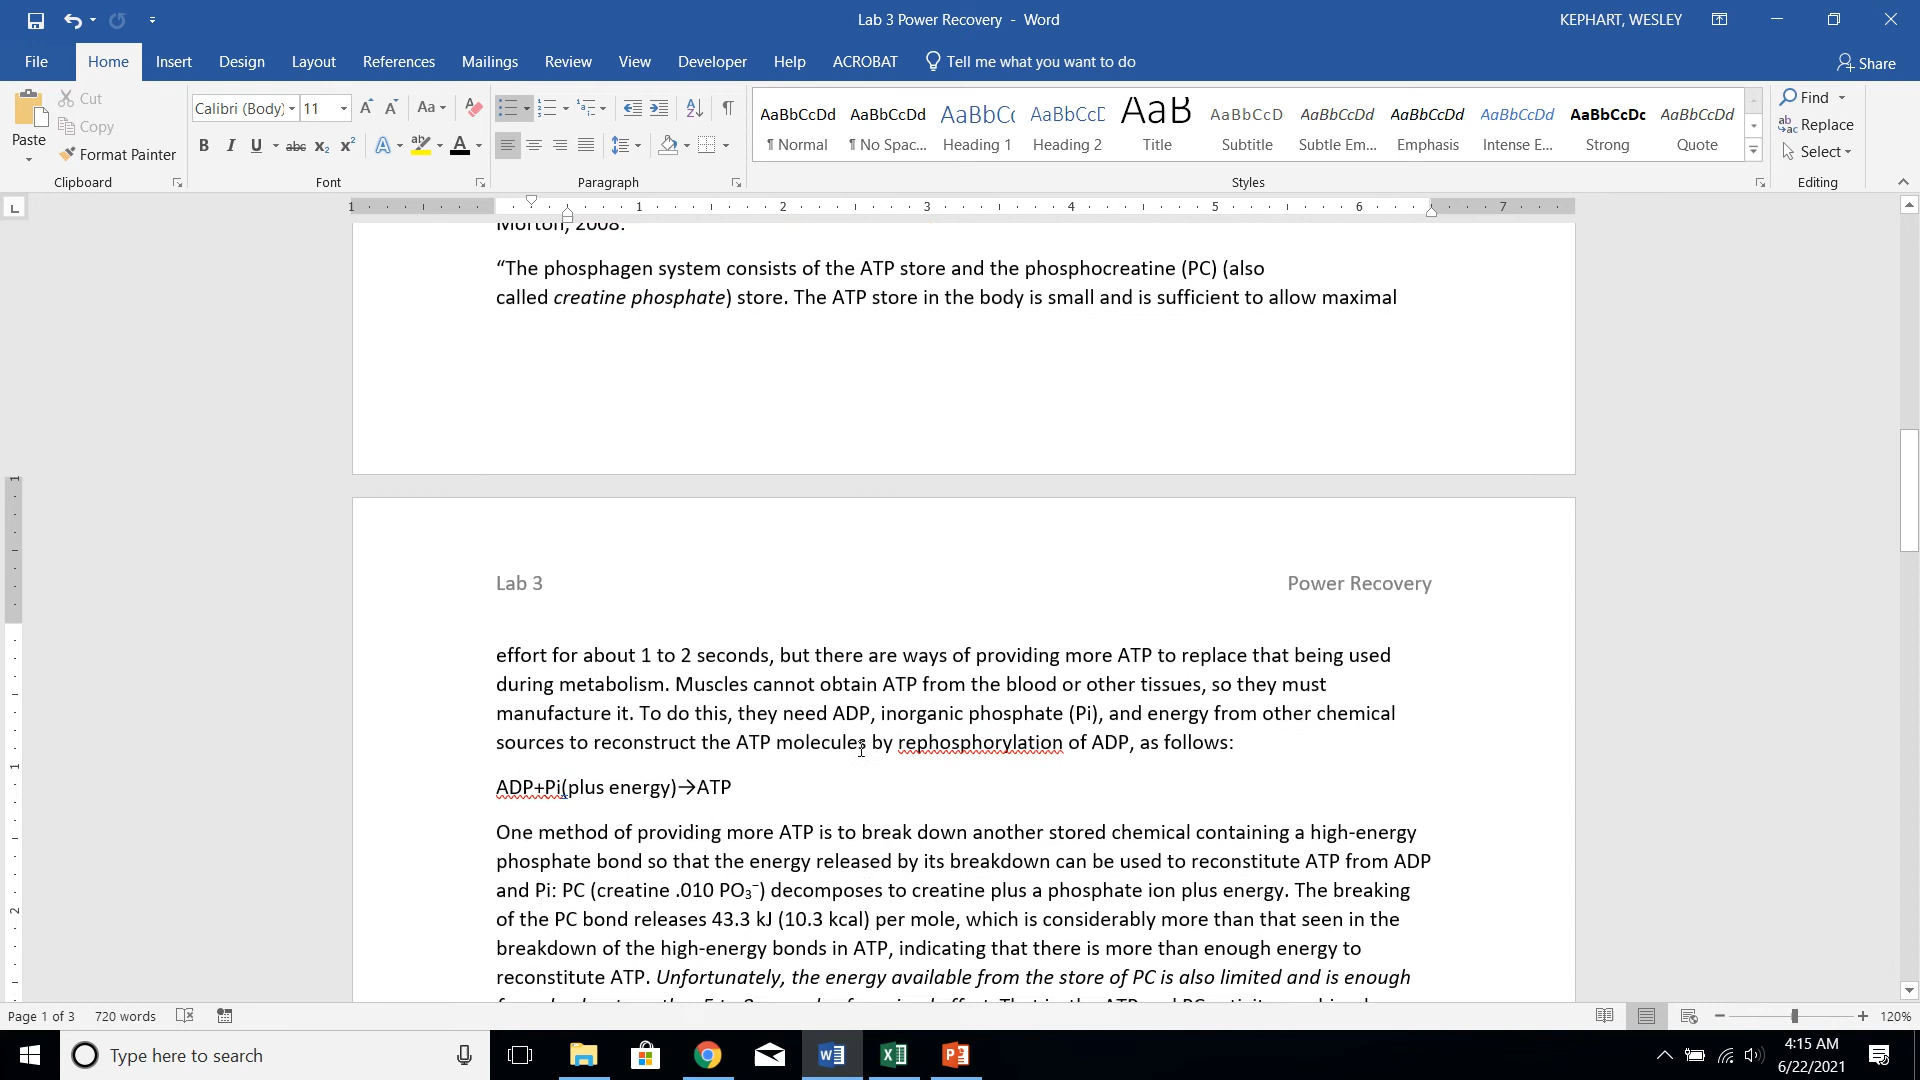 Lab 3 Power Recovery - Word
KEPHART, WESLEY
File Home Insert Design Layout References Mailings Review View Developer Help ACROBAT Tell me what you want to do Share
Paste
Cut
Copy
Format Painter
Clipboard
Calibri (Body) 11
Font
Paragraph
AaBbCcDd AaBbCcDd AaBbCc AaBbCcD AaB AaBbCcD AaBbCcDd AaBbCcDd AaBbCcDd AaBbCcDc AaBbCcDd
¶ Normal ¶ No Spac... Heading 1 Heading 2 Title Subtitle Subtle Em... Emphasis Intense E... Strong Quote
Styles
Find
Replace
Select
Editing
1 1 2 3 4 5 6 7
Morton, 2008.
“The phosphagen system consists of the ATP store and the phosphocreatine (PC) (also
called creatine phosphate) store. The ATP store in the body is small and is sufficient to allow maximal
Lab 3 Power Recovery
effort for about 1 to 2 seconds, but there are ways of providing more ATP to replace that being used
during metabolism. Muscles cannot obtain ATP from the blood or other tissues, so they must
manufacture it. To do this, they need ADP, inorganic phosphate (Pi), and energy from other chemical
sources to reconstruct the ATP molecules by rephosphorylation of ADP, as follows:
ADP+Pi(plus energy)→ATP
One method of providing more ATP is to break down another stored chemical containing a high-energy
phosphate bond so that the energy released by its breakdown can be used to reconstitute ATP from ADP
and Pi: PC (creatine .010 PO₃⁻) decomposes to creatine plus a phosphate ion plus energy. The breaking
of the PC bond releases 43.3 kJ (10.3 kcal) per mole, which is considerably more than that seen in the
breakdown of the high-energy bonds in ATP, indicating that there is more than enough energy to
reconstitute ATP. Unfortunately, the energy available from the store of PC is also limited and is enough
Page 1 of 3 720 words 120%
Type here to search
4:15 AM
6/22/2021